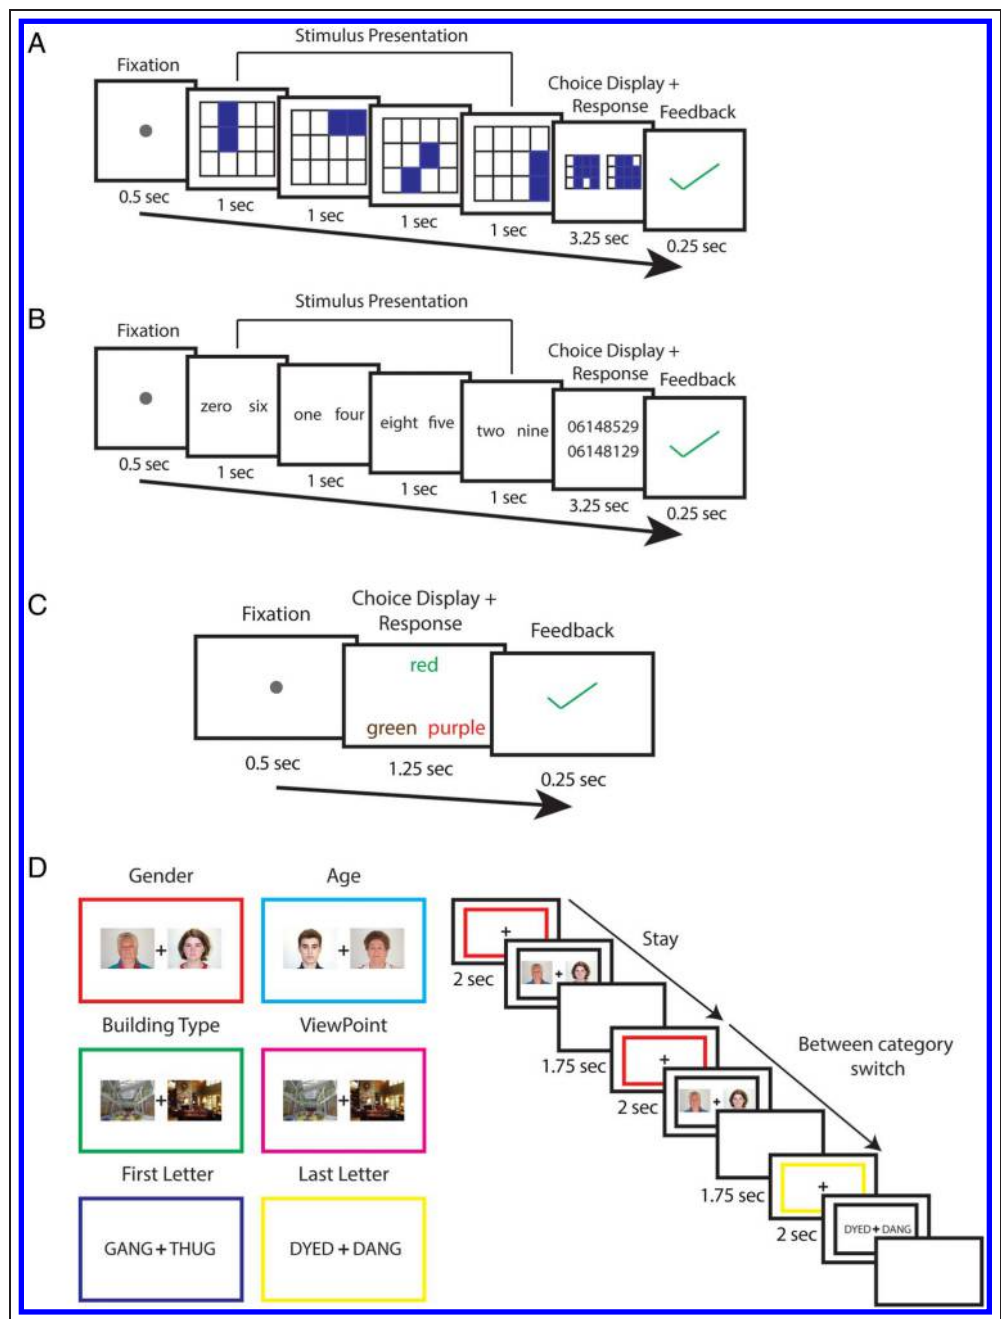 A
Stimulus Presentation
Fixation
Choice Display +
Response
Feedback
0.5 sec
1 sec
1 sec
1 sec
1 sec
3.25 sec
0.25 sec
B
Stimulus Presentation
Fixation
Choice Display +
Response
Feedback
zero six
one four
eight five
two nine
06148529
06148129
0.5 sec
1 sec
1 sec
1 sec
1 sec
3.25 sec
0.25 sec
C
Fixation
Choice Display +
Response
Feedback
red
green purple
0.5 sec
1.25 sec
0.25 sec
D
Gender
Age
+
+
Building Type
ViewPoint
+
+
First Letter
Last Letter
GANG + THUG
DYED + DANG
+
Stay
2 sec
+
1.75 sec
+
Between category
switch
2 sec
+
1.75 sec
+
2 sec
DYED + DANG